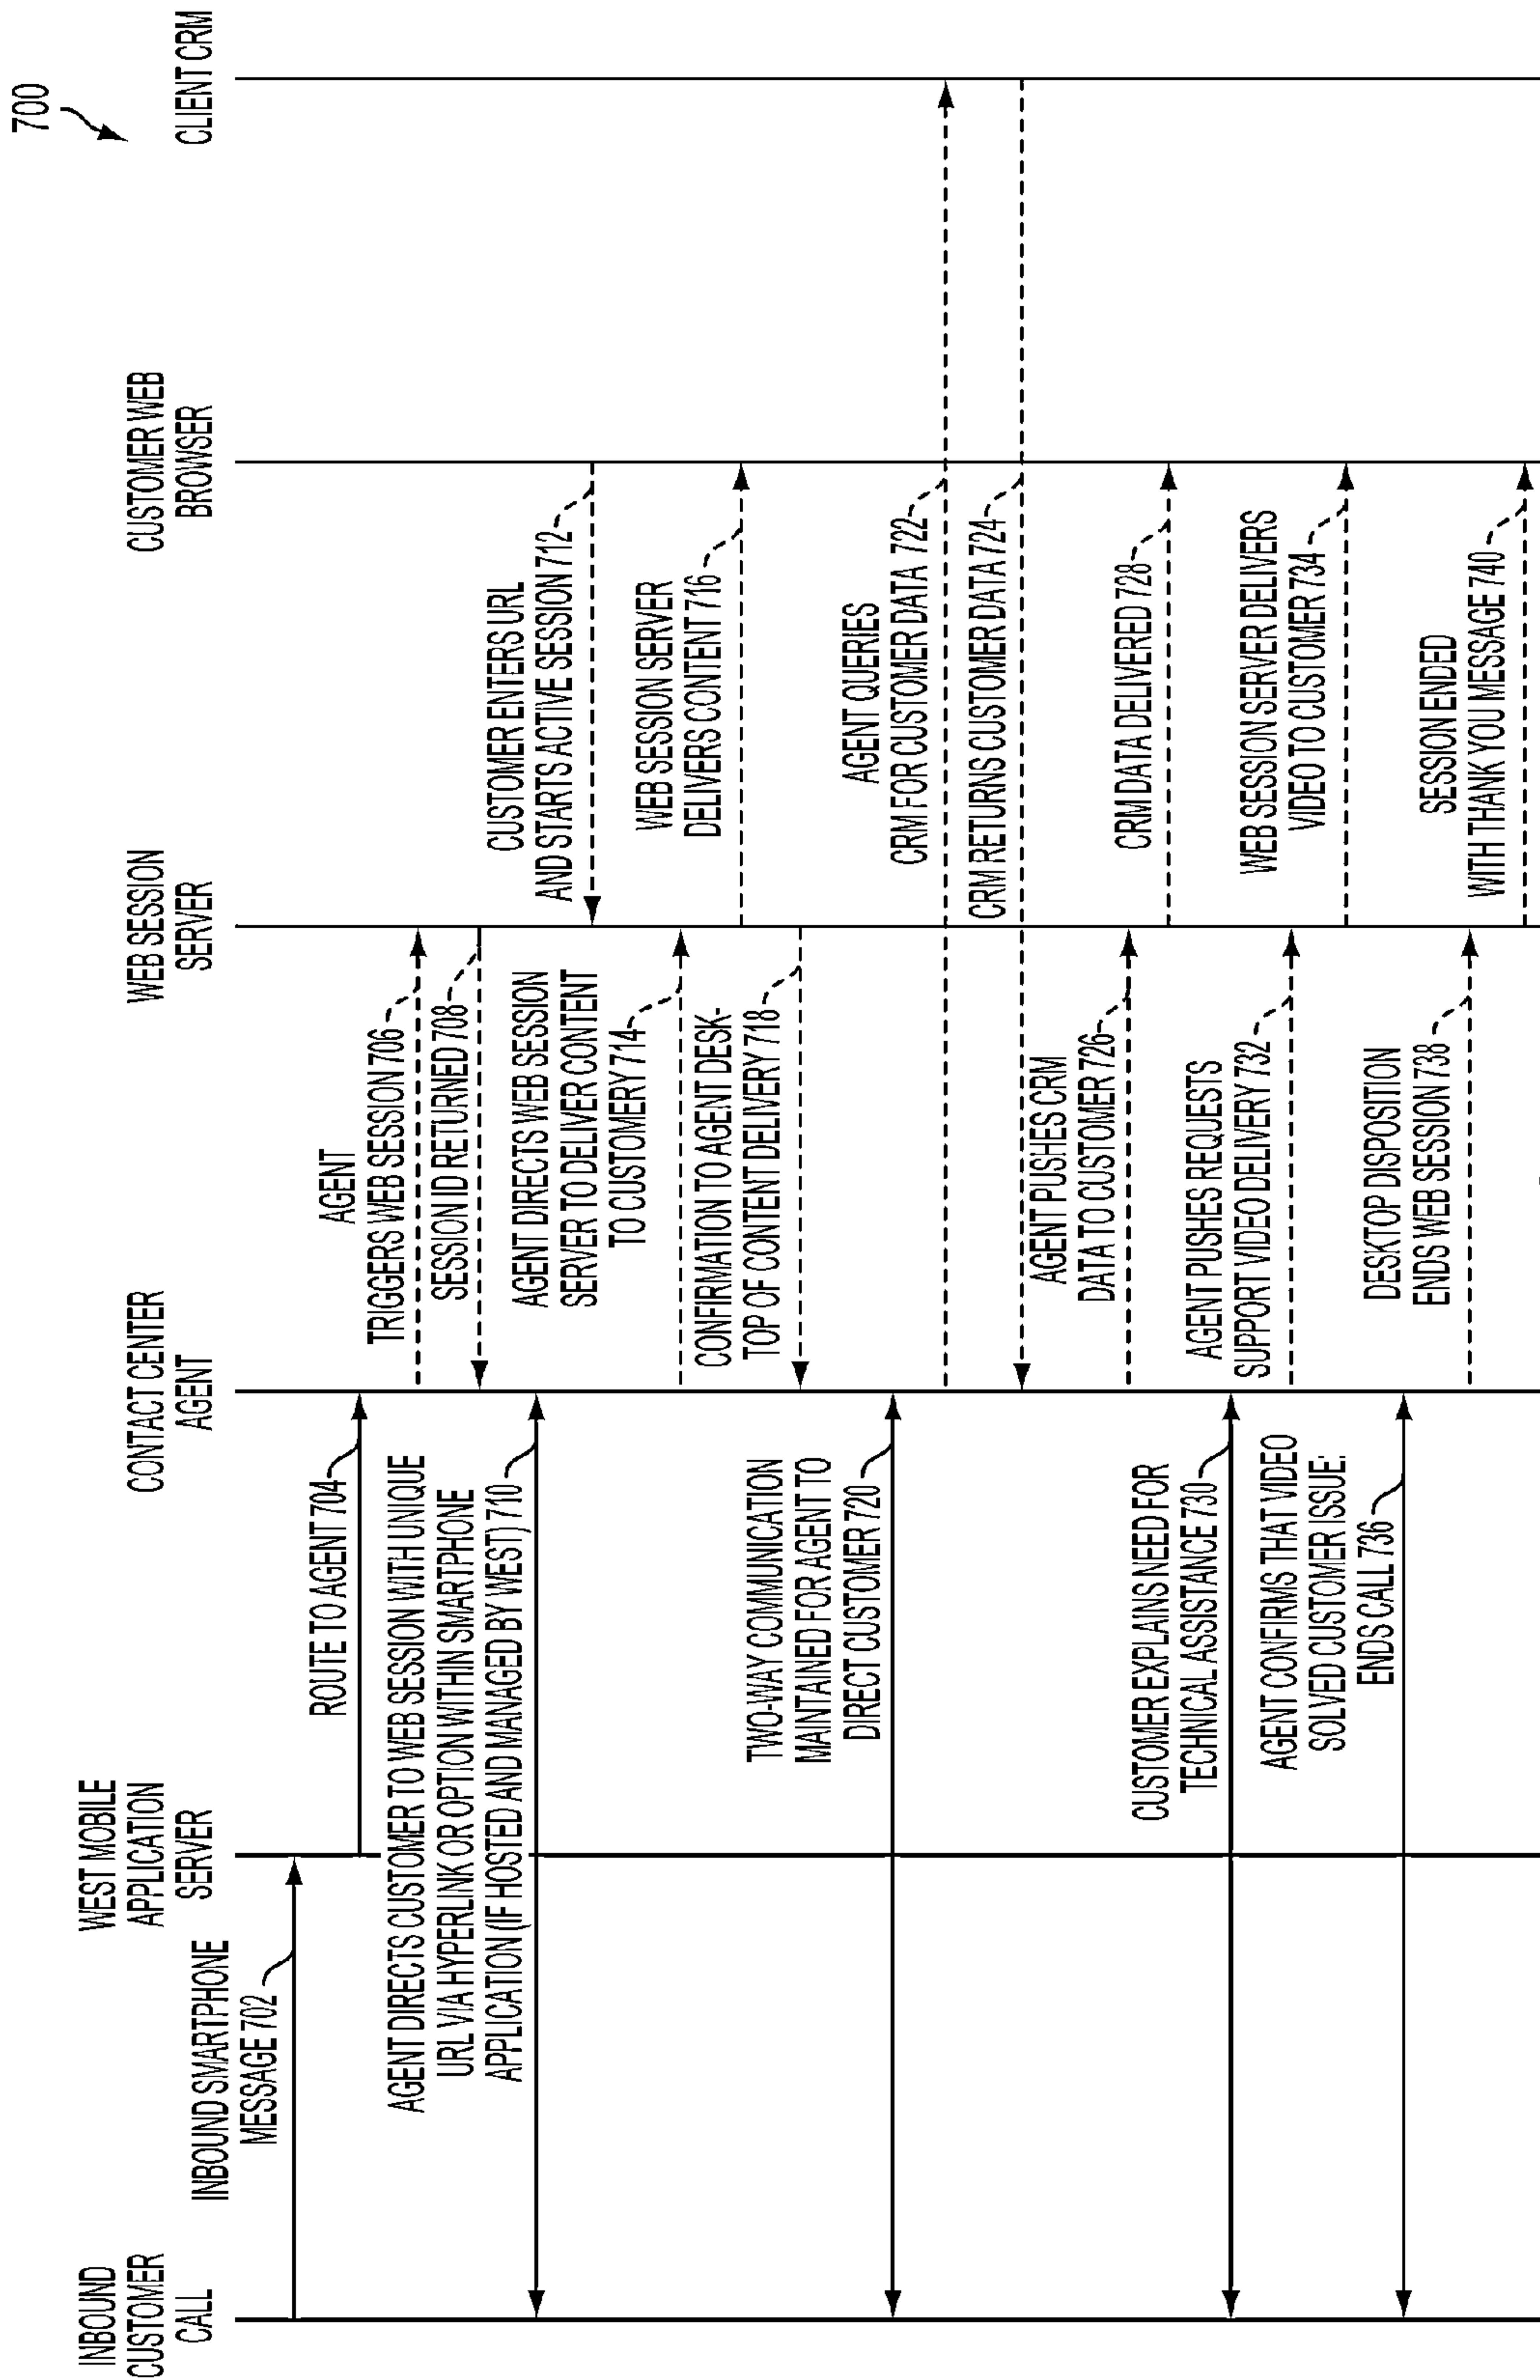 700
INBOUND
CUSTOMER
CALL
WEST MOBILE
APPLICATION
SERVER
CONTACT CENTER
AGENT
WEB SESSION
SERVER
CUSTOMER WEB
BROWSER
CLIENT CRM
INBOUND SMARTPHONE
MESSAGE 702
ROUTE TO AGENT 704
AGENT
TRIGGERS WEB SESSION 706
SESSION ID RETURNED 708
AGENT DIRECTS CUSTOMER TO WEB SESSION WITH UNIQUE
URL VIA HYPERLINK OR OPTION WITHIN SMARTPHONE
APPLICATION (IF HOSTED AND MANAGED BY WEST) 710
CUSTOMER ENTERS URL
AND STARTS ACTIVE SESSION 712
AGENT DIRECTS WEB SESSION
SERVER TO DELIVER CONTENT
TO CUSTOMERY 714
WEB SESSION SERVER
DELIVERS CONTENT 716
CONFIRMATION TO AGENT DESK-
TOP OF CONTENT DELIVERY 718
TWO-WAY COMMUNICATION
MAINTAINED FOR AGENT TO
DIRECT CUSTOMER 720
AGENT QUERIES
CRM FOR CUSTOMER DATA 722
CRM RETURNS CUSTOMER DATA 724
AGENT PUSHES CRM
DATA TO CUSTOMER 726
CRM DATA DELIVERED 728
CUSTOMER EXPLAINS NEED FOR
TECHNICAL ASSISTANCE 730
AGENT PUSHES REQUESTS
SUPPORT VIDEO DELIVERY 732
WEB SESSION SERVER DELIVERS
VIDEO TO CUSTOMER 734
AGENT CONFIRMS THAT VIDEO
SOLVED CUSTOMER ISSUE:
ENDS CALL 736
DESKTOP DISPOSITION
ENDS WEB SESSION 738
SESSION ENDED
WITH THANK YOU MESSAGE 740